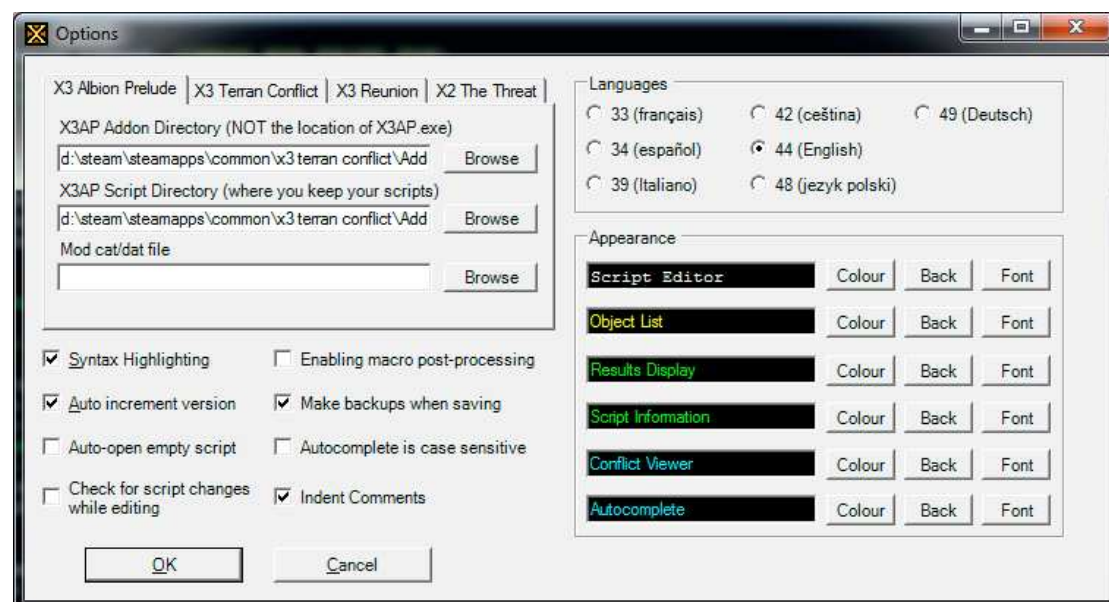 Options
X3 Albion Prelude X3 Terran Conflict X3 Reunion X2 The Threat
X3AP Addon Directory (NOT the location of X3AP.exe)
d:\steam\steamapps\common\x3 terran conflict\Add Browse
X3AP Script Directory (where you keep your scripts)
d:\steam\steamapps\common\x3 terran conflict\Add Browse
Mod cat/dat file
Browse
Syntax Highlighting Enabling macro post-processing
Auto increment version Make backups when saving
Auto-open empty script Autocomplete is case sensitive
Check for script changes
while editing
Indent Comments
OK Cancel
Languages
33 (français) 42 (ceština) 49 (Deutsch)
34 (español) 44 (English)
39 (Italiano) 48 (jezyk polski)
Appearance
Script Editor Colour Back Font
Object List Colour Back Font
Results Display Colour Back Font
Script Information Colour Back Font
Conflict Viewer Colour Back Font
Autocomplete Colour Back Font